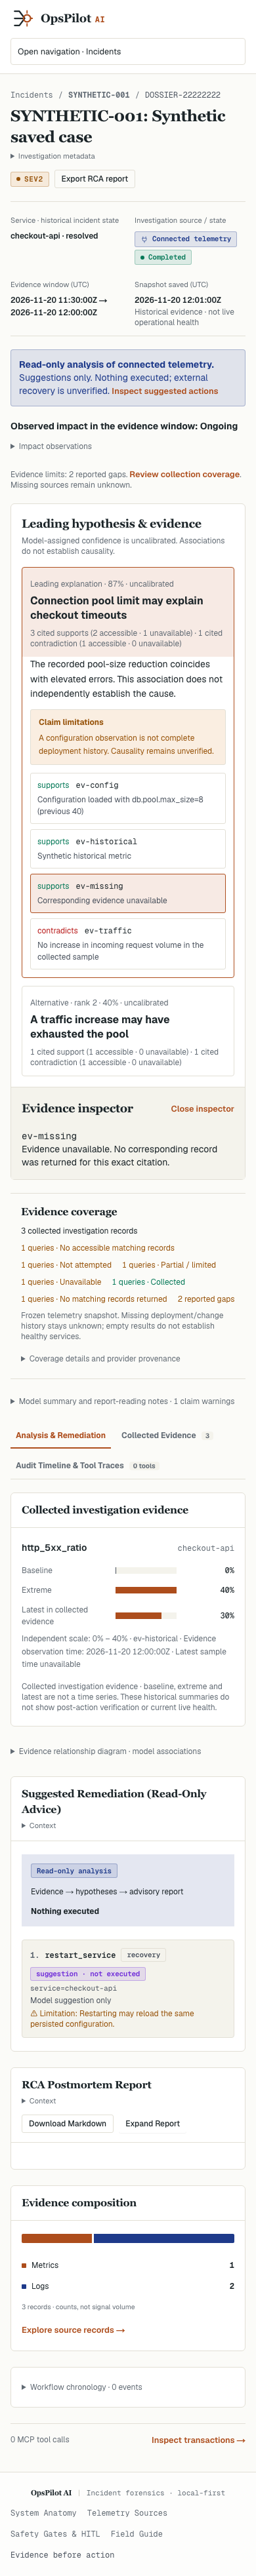 OpsPilot AI
Open navigation · Incidents
Incidents / SYNTHETIC-001 / DOSSIER-22222222
SYNTHETIC-001: Synthetic
saved case
▶ Investigation metadata
● SEV2
Export RCA report
Service · historical incident state
checkout-api · resolved
Investigation source / state
Connected telemetry
● Completed
Evidence window (UTC)
2026-11-20 11:30:00Z →
2026-11-20 12:00:00Z
Snapshot saved (UTC)
2026-11-20 12:01:00Z
Historical evidence · not live
operational health
Read-only analysis of connected telemetry.
Suggestions only. Nothing executed; external
recovery is unverified. Inspect suggested actions
Observed impact in the evidence window: Ongoing
▶ Impact observations
Evidence limits: 2 reported gaps. Review collection coverage.
Missing sources remain unknown.
Leading hypothesis & evidence
Model-assigned confidence is uncalibrated. Associations
do not establish causality.
Leading explanation · 87% · uncalibrated
Connection pool limit may explain
checkout timeouts
3 cited supports (2 accessible · 1 unavailable) · 1 cited
contradiction (1 accessible · 0 unavailable)
The recorded pool-size reduction coincides
with elevated errors. This association does not
independently establish the cause.
Claim limitations
A configuration observation is not complete
deployment history. Causality remains unverified.
supports ev-config
Configuration loaded with db.pool.max_size=8
(previous 40)
supports ev-historical
Synthetic historical metric
supports ev-missing
Corresponding evidence unavailable
contradicts ev-traffic
No increase in incoming request volume in the
collected sample
Alternative · rank 2 · 40% · uncalibrated
A traffic increase may have
exhausted the pool
1 cited support (1 accessible · 0 unavailable) · 1 cited
contradiction (1 accessible · 0 unavailable)
Evidence inspector
Close inspector
ev-missing
Evidence unavailable. No corresponding record
was returned for this exact citation.
Evidence coverage
3 collected investigation records
1 queries · No accessible matching records
1 queries · Not attempted 1 queries · Partial / limited
1 queries · Unavailable 1 queries · Collected
1 queries · No matching records returned 2 reported gaps
Frozen telemetry snapshot. Missing deployment/change
history stays unknown; empty results do not establish
healthy services.
▶ Coverage details and provider provenance
▶ Model summary and report-reading notes · 1 claim warnings
Analysis & Remediation
Collected Evidence 3
Audit Timeline & Tool Traces 0 tools
Collected investigation evidence
http_5xx_ratio checkout-api
Baseline 0%
Extreme 40%
Latest in collected
evidence 30%
Independent scale: 0% – 40% · ev-historical · Evidence
observation time: 2026-11-20 12:00:00Z · Latest sample
time unavailable
Collected investigation evidence · baseline, extreme and
latest are not a time series. These historical summaries do
not show post-action verification or current live health.
▶ Evidence relationship diagram · model associations
Suggested Remediation (Read-Only
Advice)
▶ Context
Read-only analysis
Evidence → hypotheses → advisory report
Nothing executed
1. restart_service recovery
suggestion · not executed
service=checkout-api
Model suggestion only
⚠ Limitation: Restarting may reload the same
persisted configuration.
RCA Postmortem Report
▶ Context
Download Markdown
Expand Report
Evidence composition
Metrics 1
Logs 2
3 records · counts, not signal volume
Explore source records →
▶ Workflow chronology · 0 events
0 MCP tool calls
Inspect transactions →
OpsPilot AI | Incident forensics · local-first
System Anatomy Telemetry Sources
Safety Gates & HITL Field Guide
Evidence before action